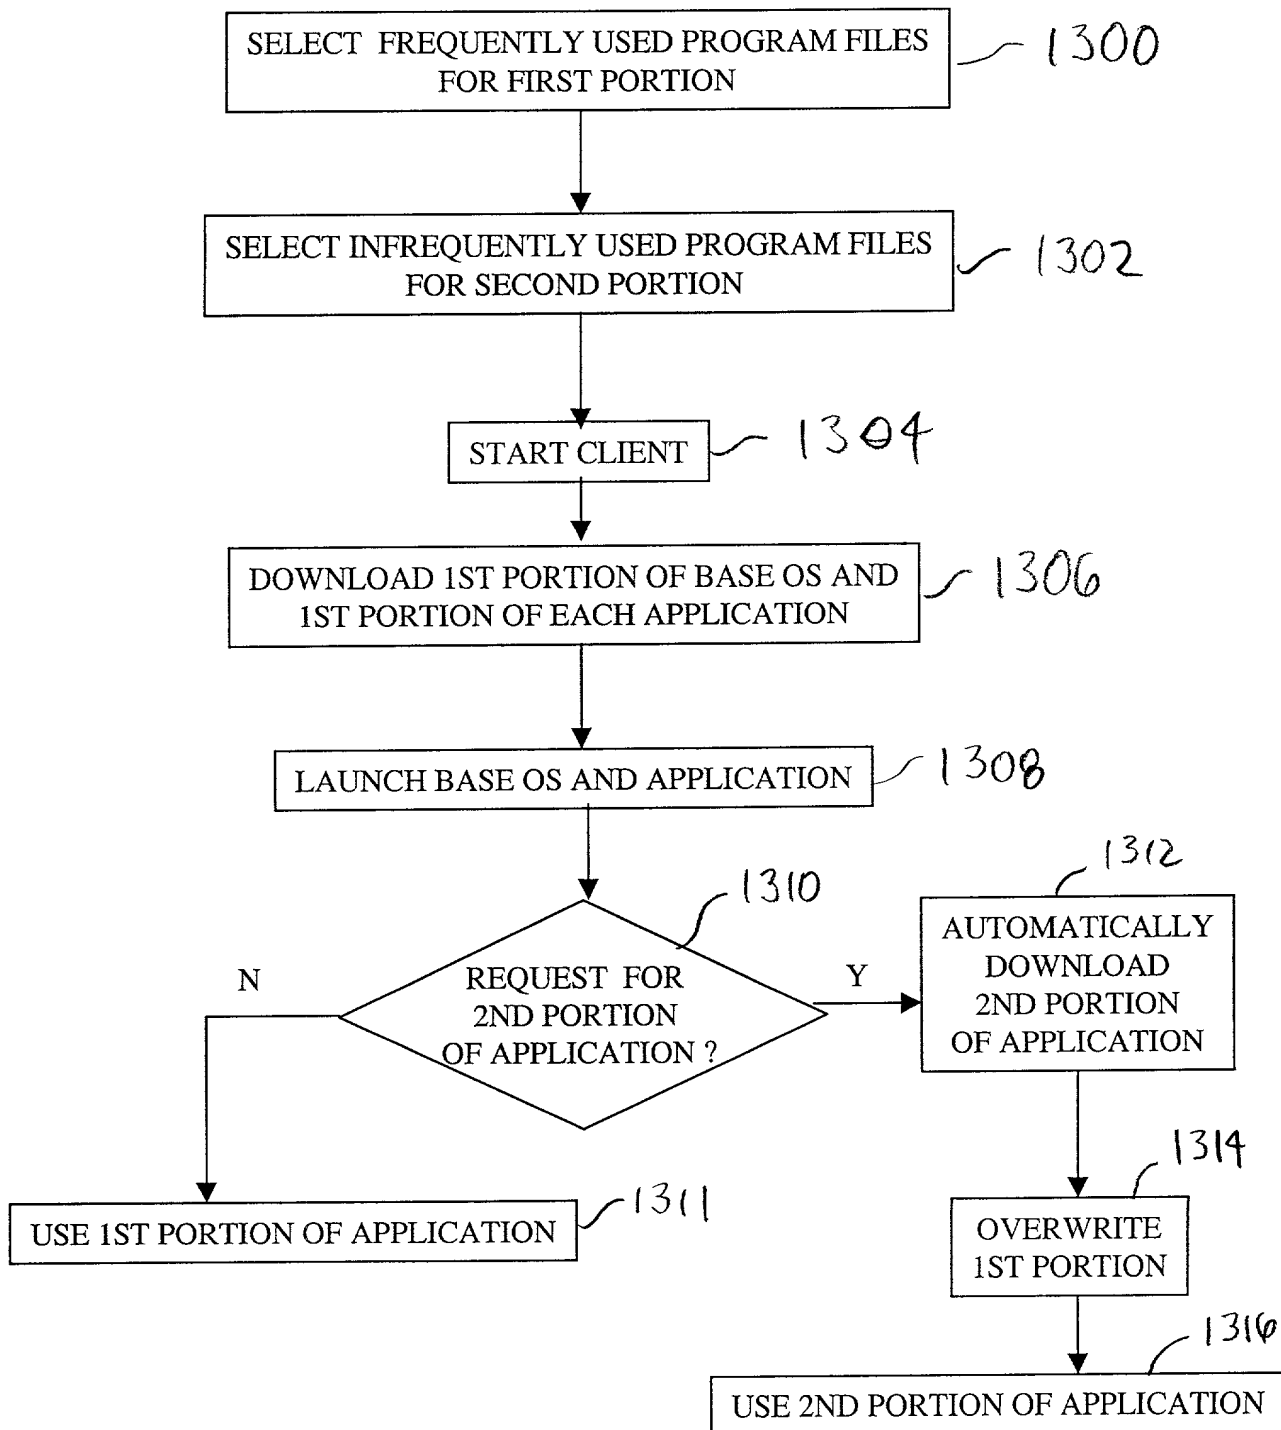 SELECT FREQUENTLY USED PROGRAM FILES
FOR FIRST PORTION
1300
SELECT INFREQUENTLY USED PROGRAM FILES
FOR SECOND PORTION
1302
START CLIENT
1304
DOWNLOAD 1ST PORTION OF BASE OS AND
1ST PORTION OF EACH APPLICATION
1306
LAUNCH BASE OS AND APPLICATION
1308
1310
REQUEST FOR
2ND PORTION
OF APPLICATION ?
N
Y
1312
AUTOMATICALLY
DOWNLOAD
2ND PORTION
OF APPLICATION
USE 1ST PORTION OF APPLICATION
1311
1314
OVERWRITE
1ST PORTION
1316
USE 2ND PORTION OF APPLICATION